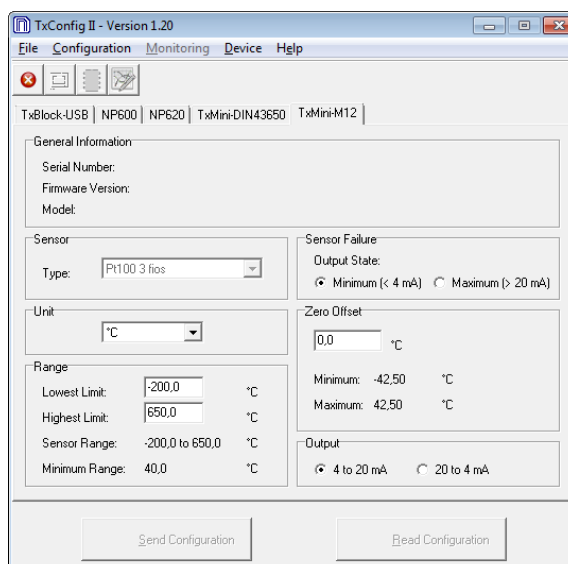 TxConfig II - Version 1.20
File Configuration Monitoring Device Help
TxBlock-USB NP600 NP620 TxMini-DIN43650 TxMini-M12
General Information
Serial Number:
Firmware Version:
Model:
Sensor
Type: Pt100 3 fios
Sensor Failure
Output State:
Minimum (< 4 mA) Maximum (> 20 mA)
Unit
°C
Zero Offset
0,0 °C
Minimum: -42,50 °C
Maximum: 42,50 °C
Range
Lowest Limit: -200,0 °C
Highest Limit: 650,0 °C
Sensor Range: -200,0 to 650,0 °C
Minimum Range: 40,0 °C
Output
4 to 20 mA 20 to 4 mA
Send Configuration Read Configuration